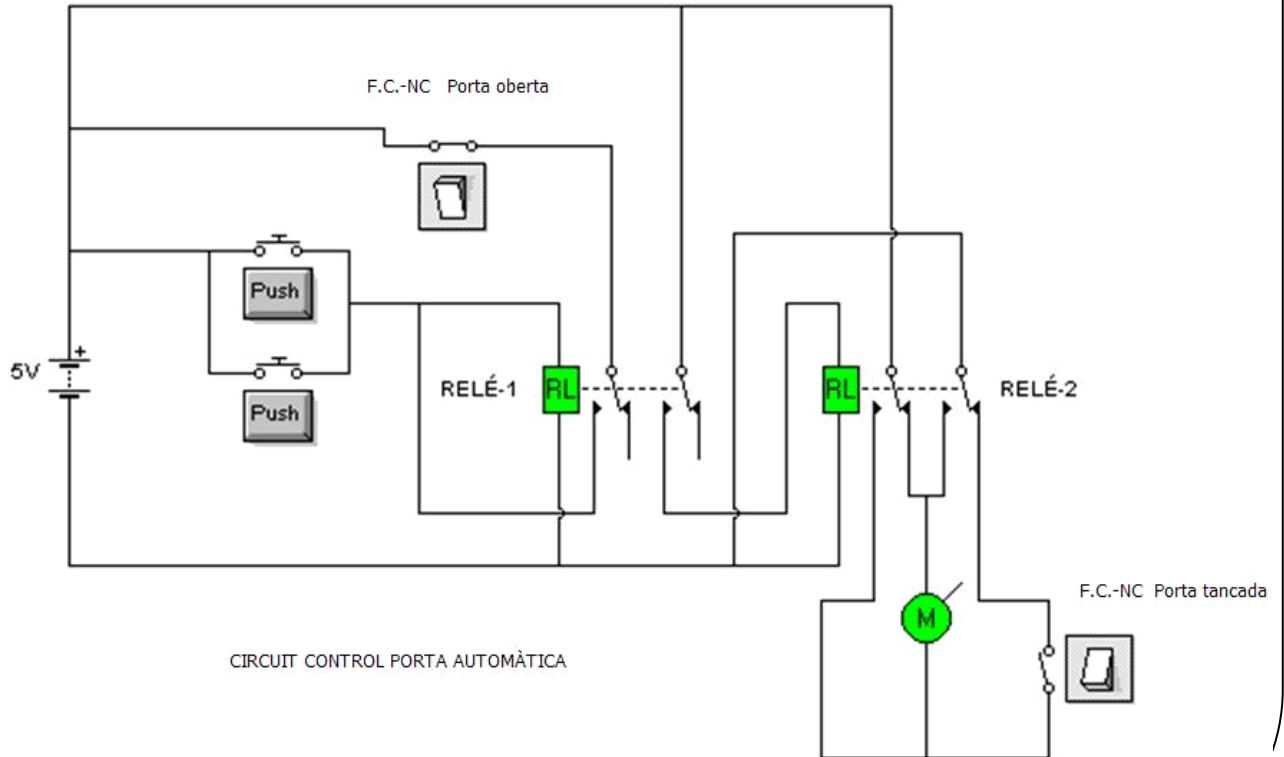 F.C.-NC Porta oberta
Push
5V
+
RELÉ-1
RL
RL
RELÉ-2
Push
F.C.-NC Porta tancada
M
CIRCUIT CONTROL PORTA AUTOMÀTICA